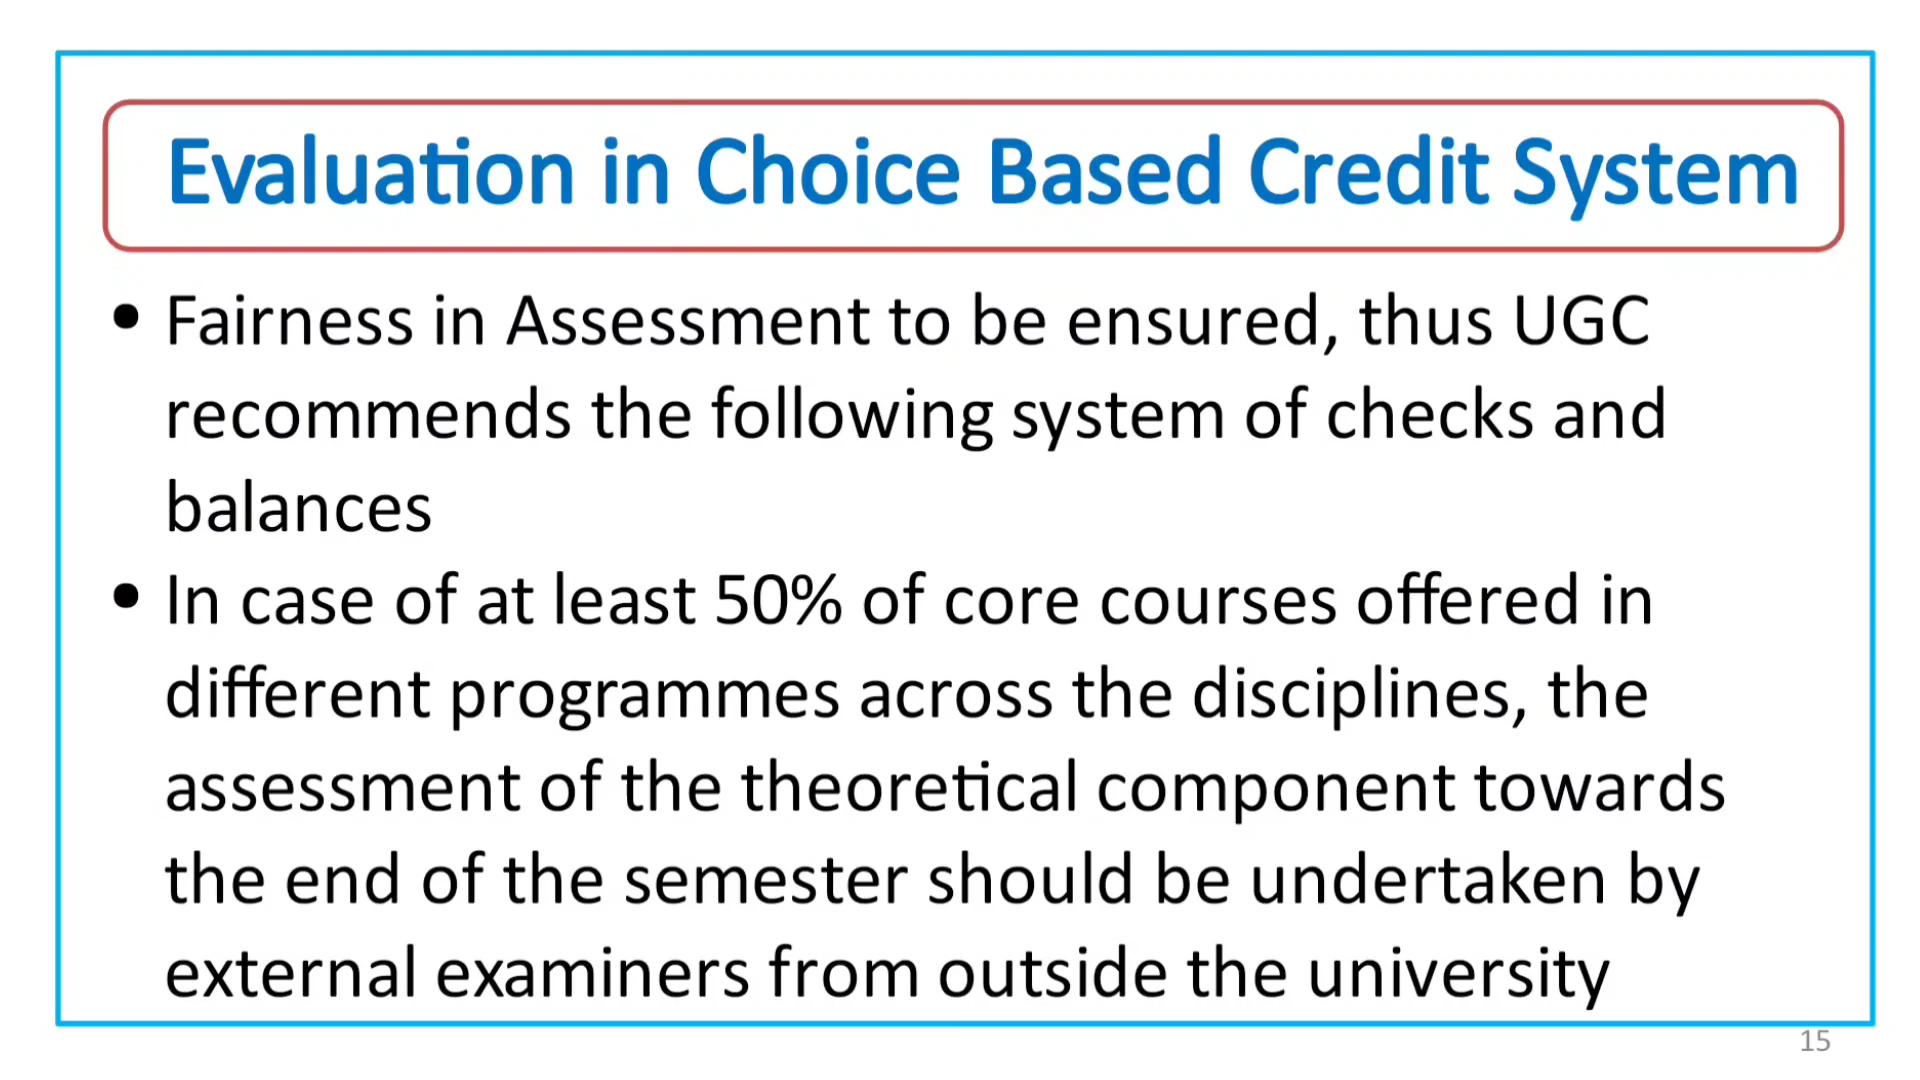 Evaluation in Choice Based Credit System
• Fairness in Assessment to be ensured, thus UGC
recommends the following system of checks and
balances
• In case of at least 50% of core courses offered in
different programmes across the disciplines, the
assessment of the theoretical component towards
the end of the semester should be undertaken by
external examiners from outside the university
15